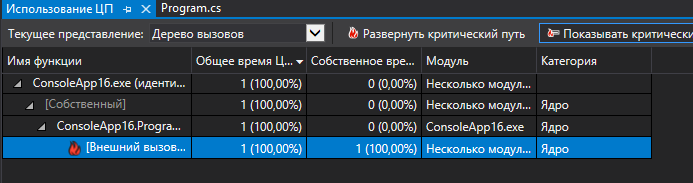 Использование ЦП Program.cs
Текущее представление: Дерево вызовов Развернуть критический путь Показывать критически
Имя функции Общее время Ц... Собственное вре... Модуль Категория
ConsoleApp16.exe (иденти... 1 (100,00%) 0 (0,00%) Несколько модул...
[Собственный] 1 (100,00%) 0 (0,00%) Несколько модул... Ядро
ConsoleApp16.Progra... 1 (100,00%) 0 (0,00%) ConsoleApp16.exe Ядро
[Внешний вызов... 1 (100,00%) 1 (100,00%) Несколько модул... Ядро